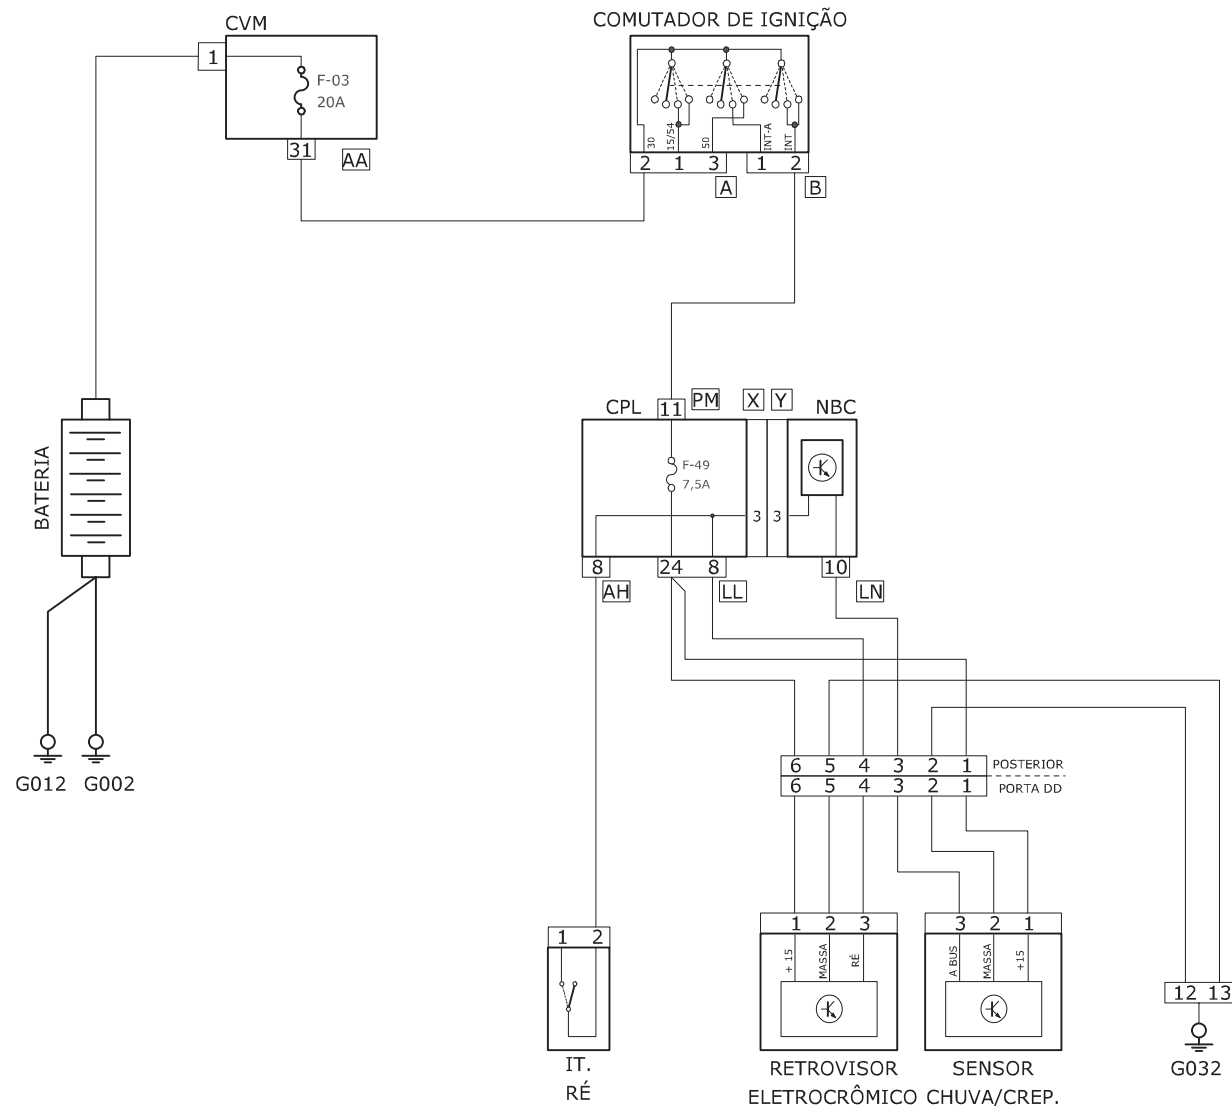 CVM
COMUTADOR DE IGNIÇÃO
1
F-03
20A
31
AA
30
15/54
50
INT-A
INT
2 1 3 1 2
A B
BATERIA
CPL 11 PM X Y NBC
F-49
7,5A
3 3
8 24 8 10
AH LL LN
G012 G002
6 5 4 3 2 1 POSTERIOR
6 5 4 3 2 1 PORTA DD
1 2
1 2 3
3 2 1
+ 15
MASSA
RÉ
A BUS
MASSA
+15
12 13
IT.
RÉ
RETROVISOR SENSOR
ELETROCRÔMICO CHUVA/CREP.
G032